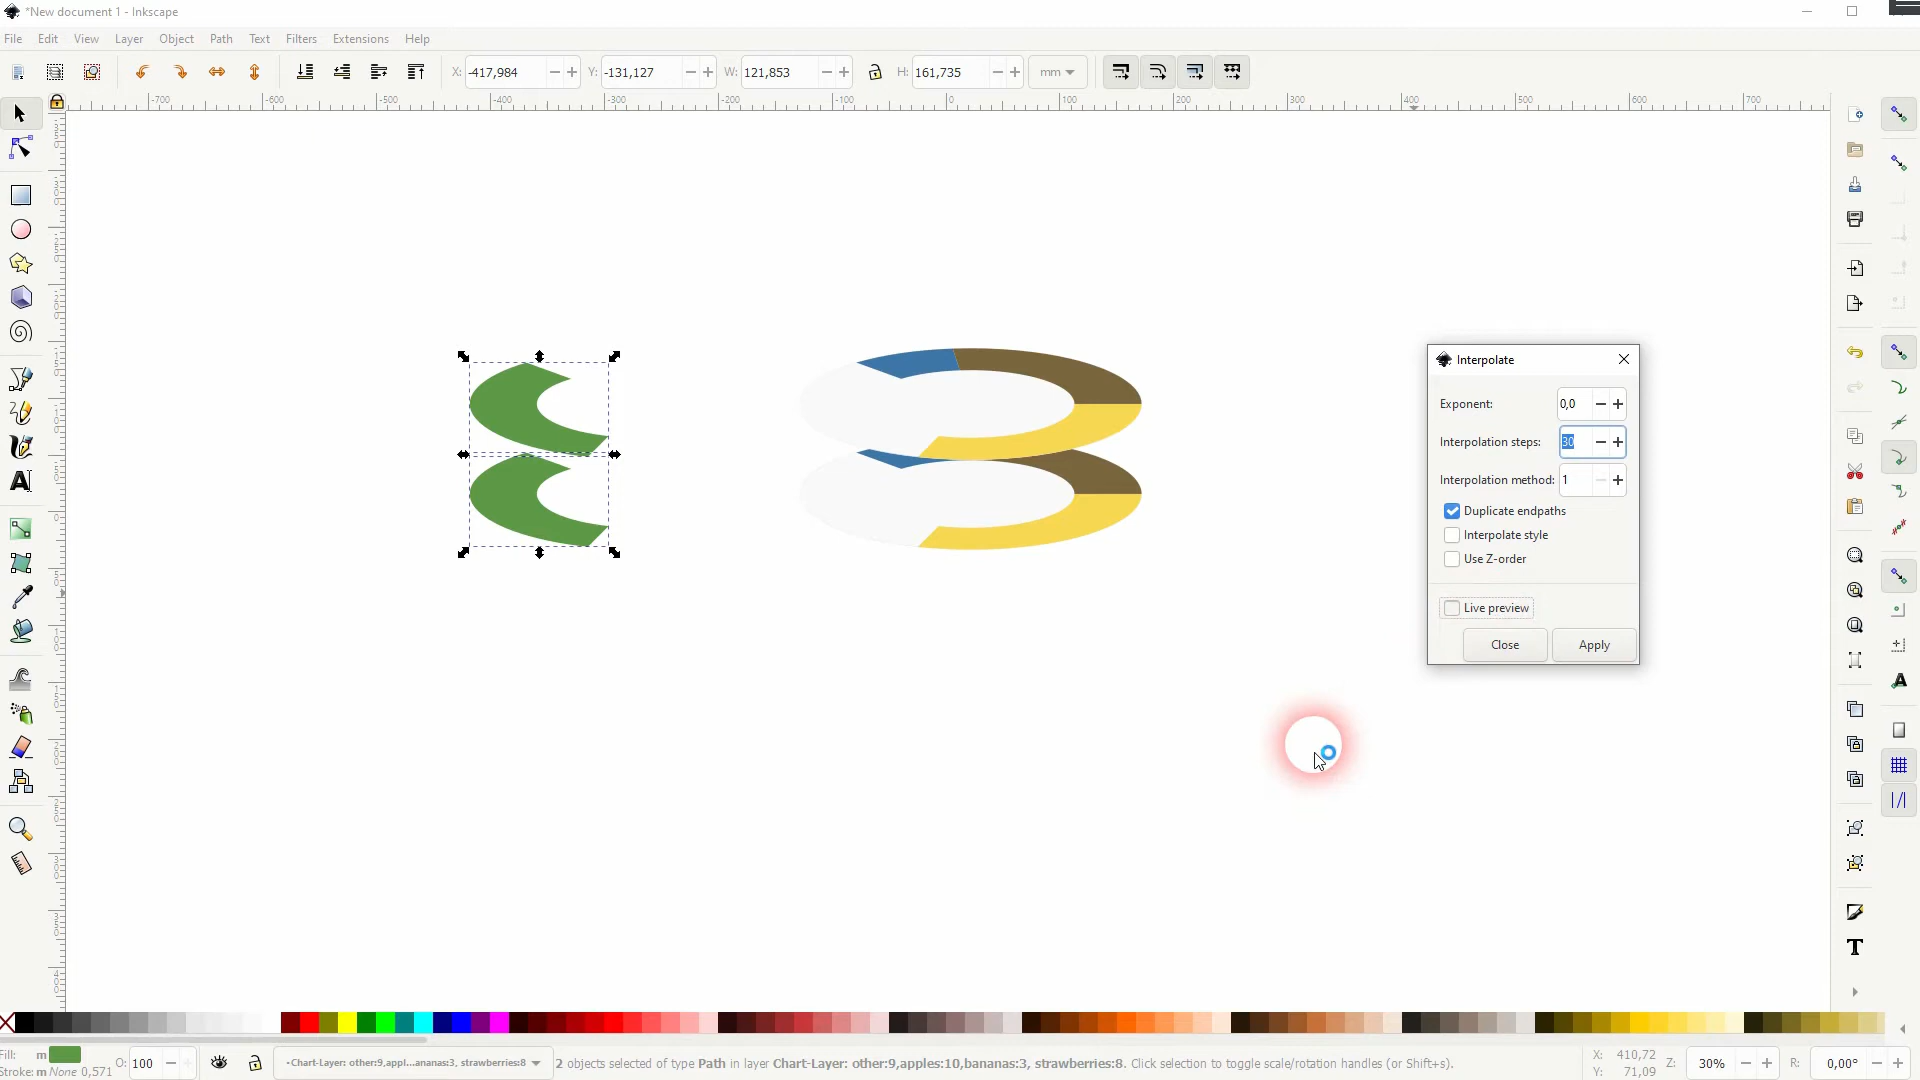 *New document 1 - Inkscape
File Edit View Layer Object Path Text Filters Extensions Help
X: -417,984 Y: -131,127 W: 121,853 H: 161,735 mm
-700 -600 -500 -400 -300 -200 -100 0 100 200 300 400 500 600 700
Interpolate
Exponent: 0,0
Interpolation steps: 30
Interpolation method: 1
Duplicate endpaths
Interpolate style
Use Z-order
Live preview
Close Apply
Fill: m O: 100 •Chart-Layer: other:9,appl...ananas:3, strawberries:8 2 objects selected of type Path in layer Chart-Layer: other:9,apples:10,bananas:3, strawberries:8. Click selection to toggle scale/rotation handles (or Shift+s). X: 410,72 Z: 30% R: 0,00°
Stroke: m None 0,571 Y: 71,09